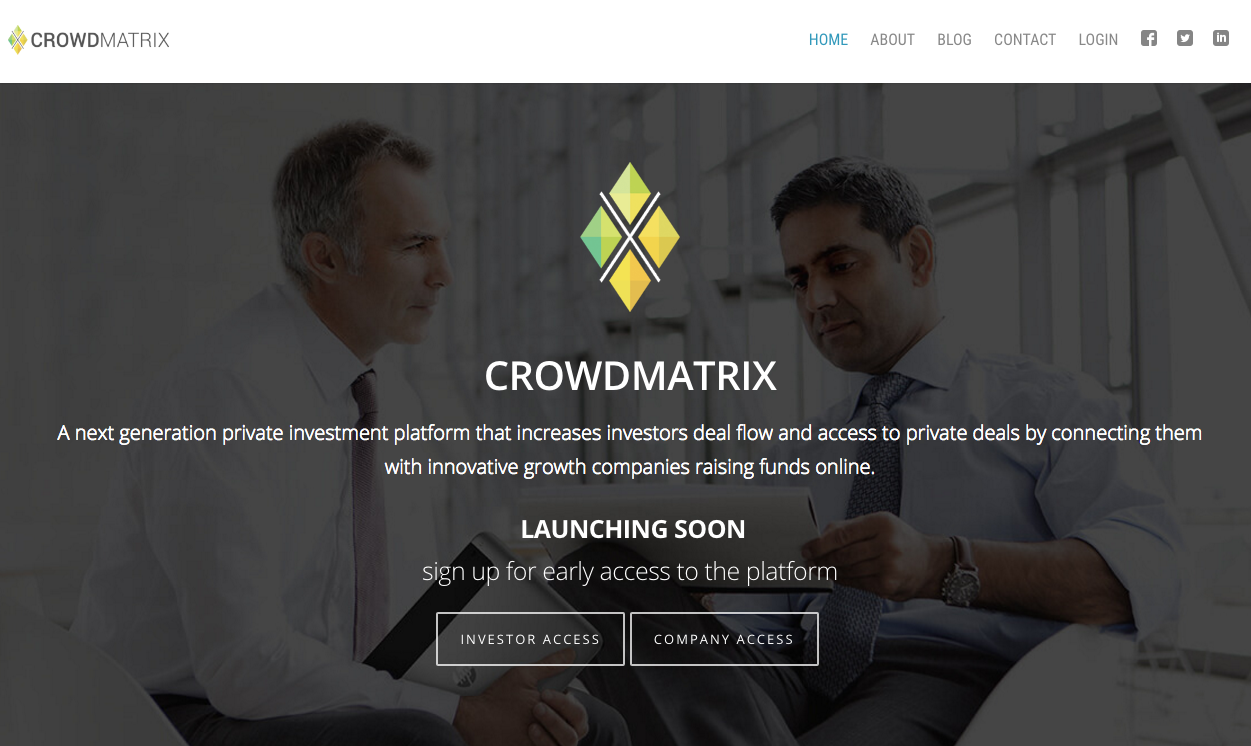 CROWDMATRIX
HOME ABOUT BLOG CONTACT LOGIN
CROWDMATRIX
A next generation private investment platform that increases investors deal flow and access to private deals by connecting them
with innovative growth companies raising funds online.
LAUNCHING SOON
sign up for early access to the platform
INVESTOR ACCESS COMPANY ACCESS
hp